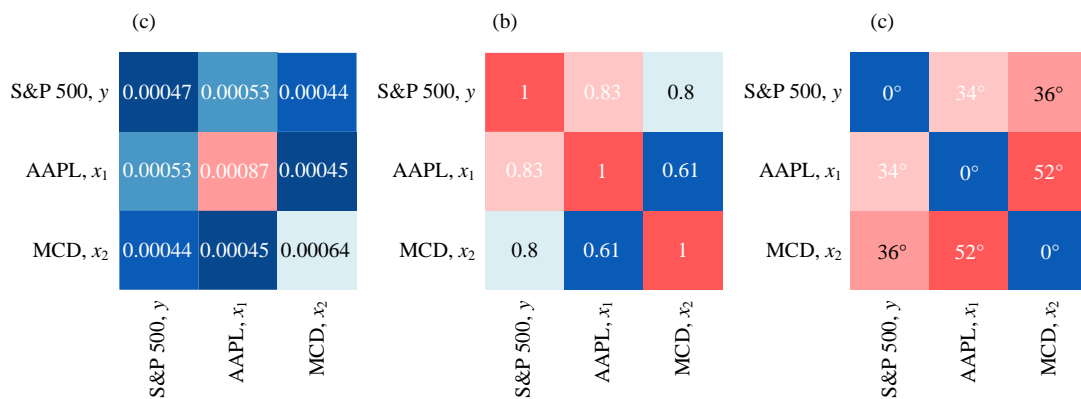 (c)
S&P 500, y
0.00047 0.00053 0.00044
AAPL, x1
0.00053 0.00087 0.00045
MCD, x2
0.00044 0.00045 0.00064
S&P 500, y
AAPL, x1
MCD, x2
(b)
S&P 500, y
1 0.83 0.8
AAPL, x1
0.83 1 0.61
MCD, x2
0.8 0.61 1
S&P 500, y
AAPL, x1
MCD, x2
(c)
S&P 500, y
0° 34° 36°
AAPL, x1
34° 0° 52°
MCD, x2
36° 52° 0°
S&P 500, y
AAPL, x1
MCD, x2